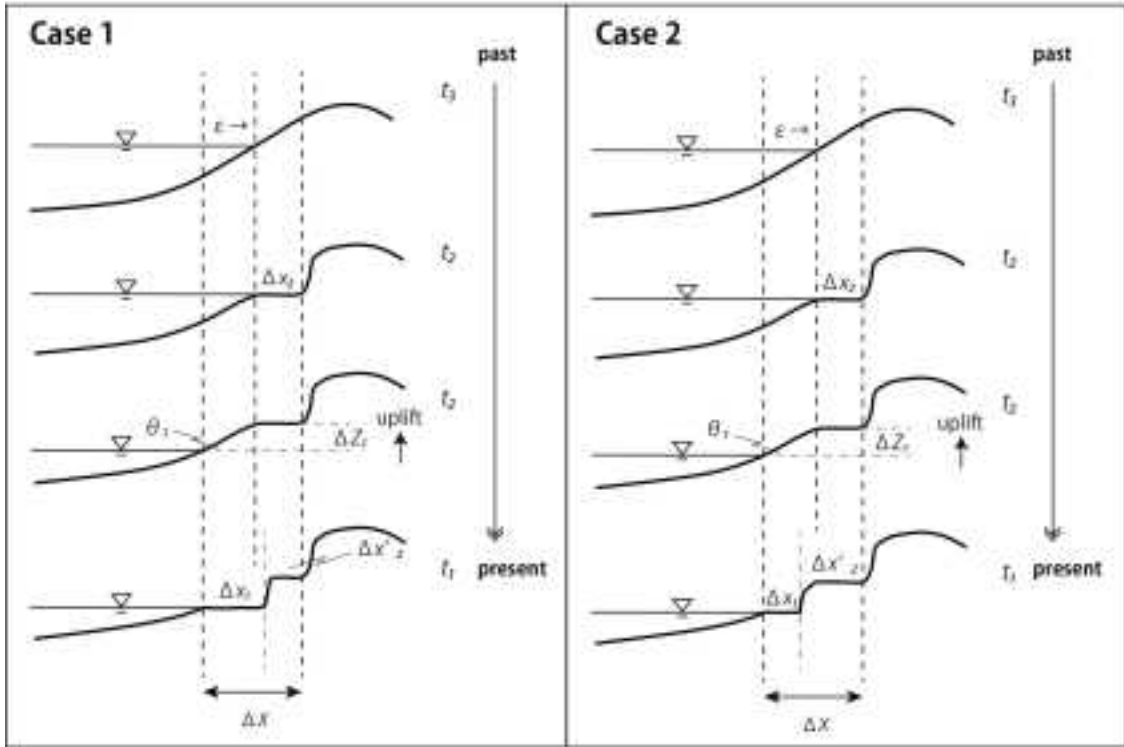 Case 1
past
t₃
ε→
t₂
Δx₂
t₂
θ₁
uplift
ΔZ₁
Δx'₂
t₁
present
Δx₁
ΔX
Case 2
past
t₃
ε→
t₂
Δx₂
t₂
θ₁
uplift
ΔZ₁
Δx'₂
t₁
present
Δx₁
ΔX